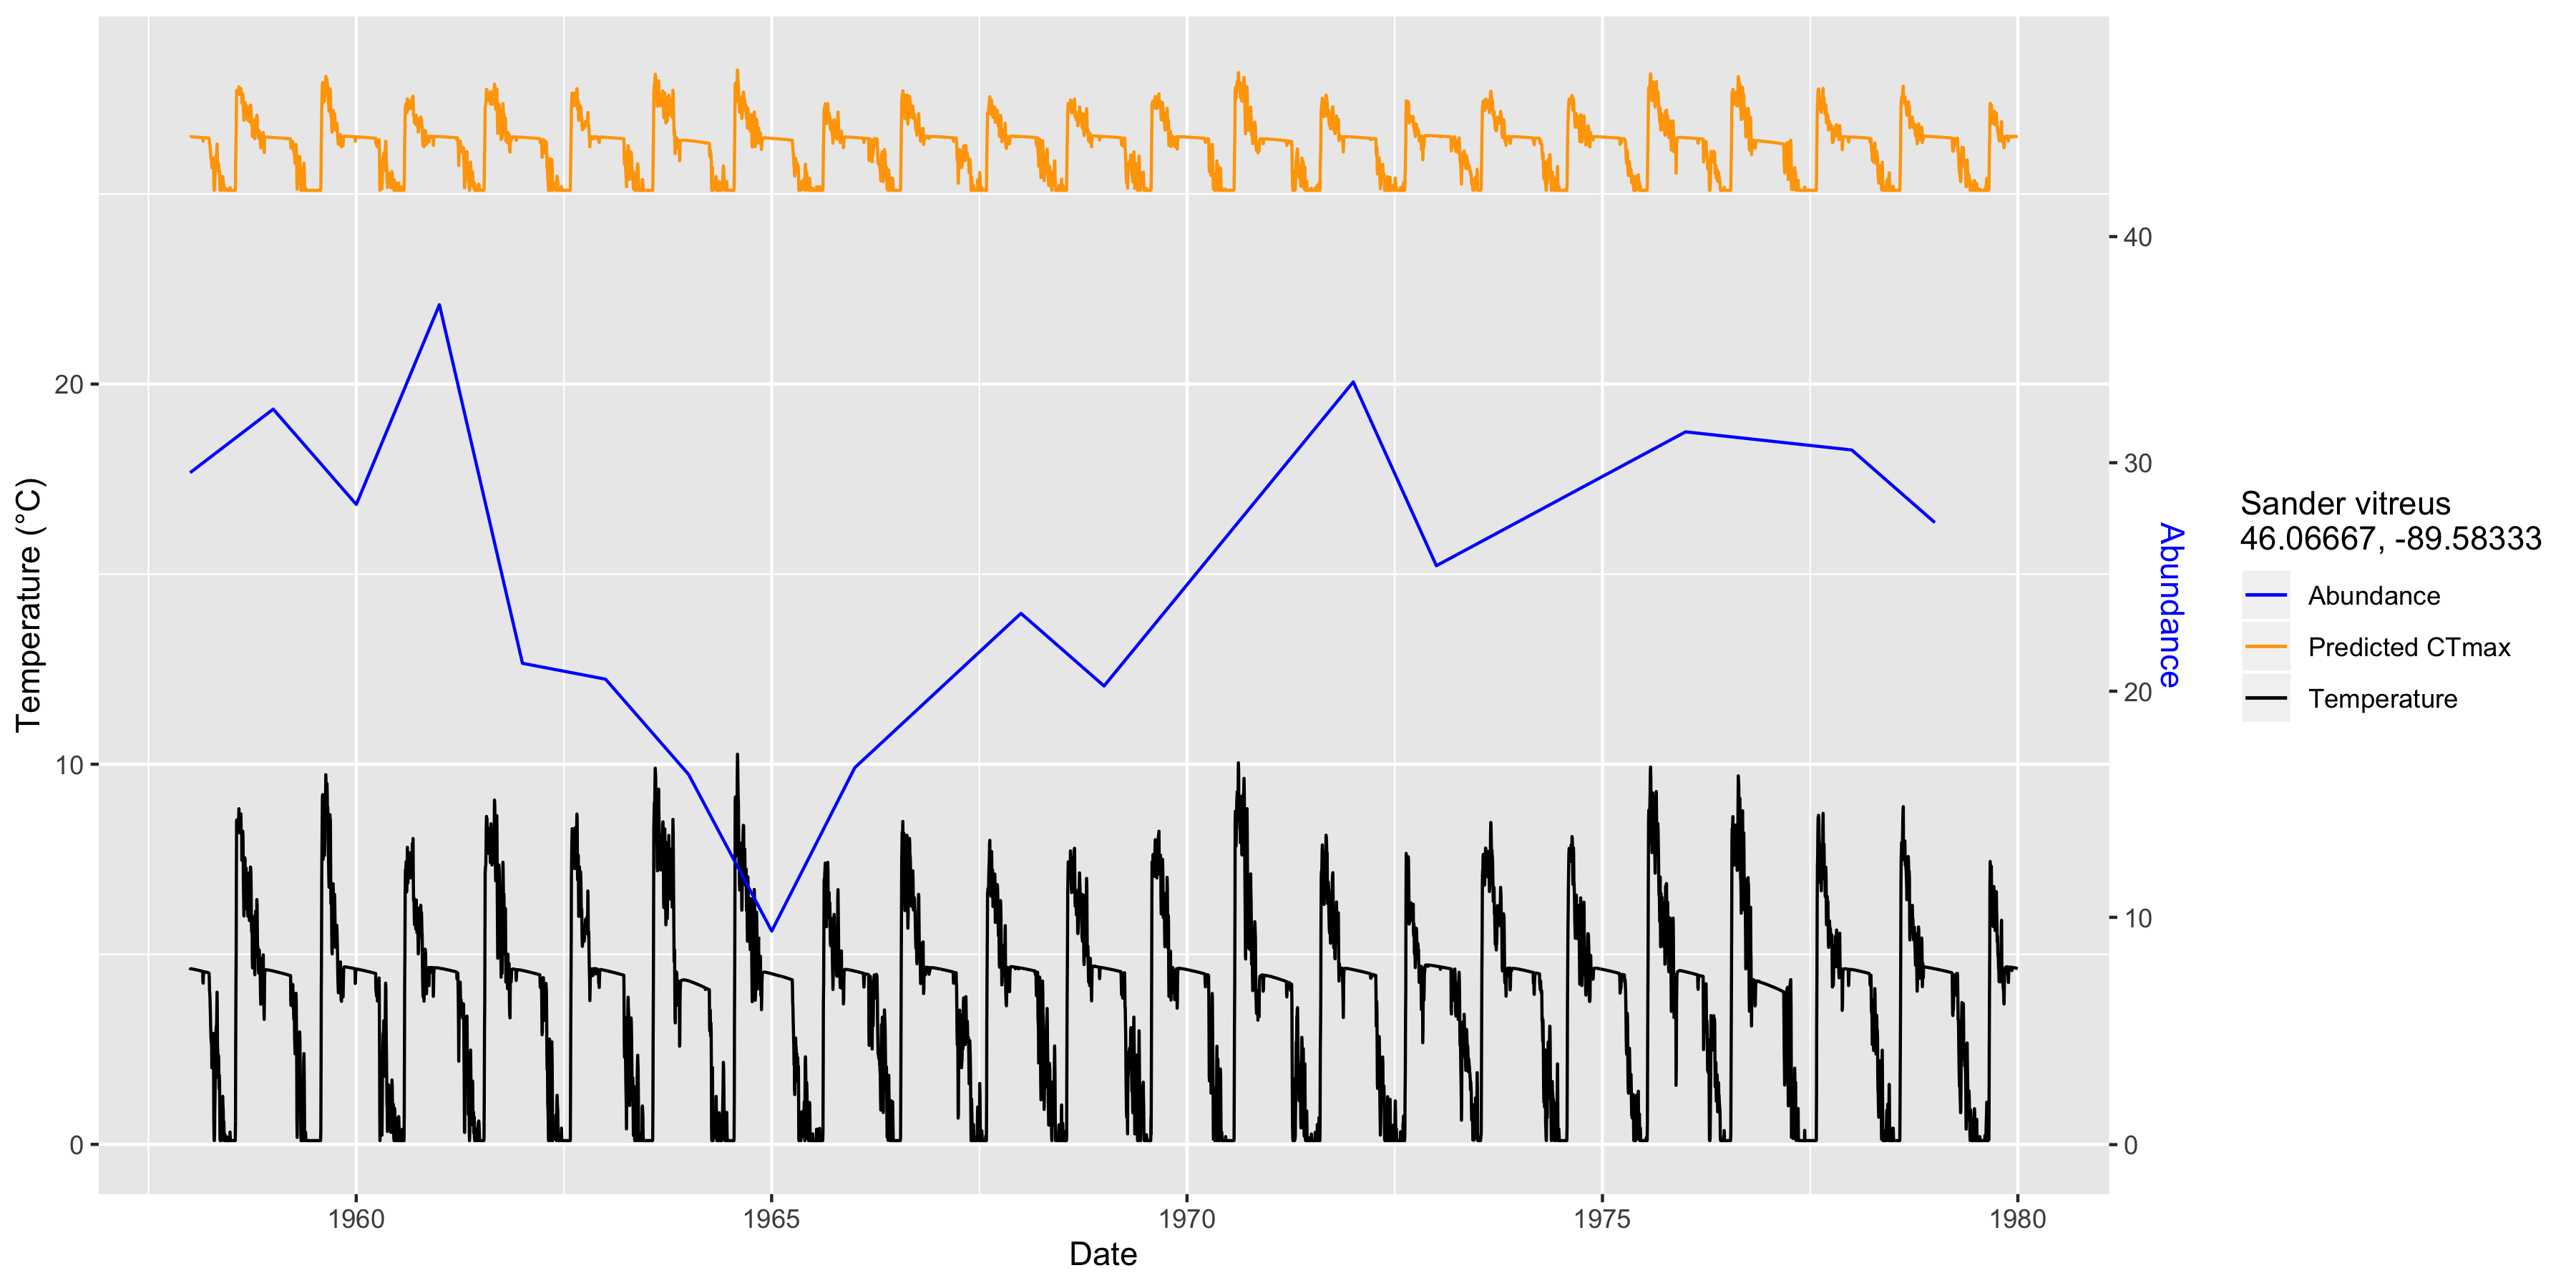 Temperature (°C)
20
10
0
1960
1965
1970
1975
1980
Date
40
30
20
10
0
Abundance
Sander vitreus
46.06667, -89.58333
Abundance
Predicted CTmax
Temperature